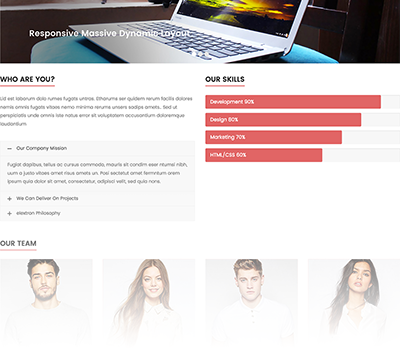 Responsive Massive Dynamic Layout
WHO ARE YOU?
Lid est laborum dolo rumes fugats untras. Etharums ser quidem rerum facilis dolores
nemis omnis fugats vitaes nemo minima rerums unsers sadips amets. Sed ut
perspiciatis unde omnis iste natus error sit voluptatem accusantium doloremque
laudantium
Our Company Mission
Fugiat dapibus, tellus ac cursus commodo, mauris sit condim eser ntumsi nibh,
uum a justo vitaes amet risus amets un. Posi sectetut amet fermntum orem
ipsum quia dolor sit amet, consectetur, adipisci velit, sed quia nons.
We Can Deliver On Projects
elextron Philosophy
OUR SKILLS
Development 90%
Design 80%
Marketing 70%
HTML/CSS 60%
OUR TEAM